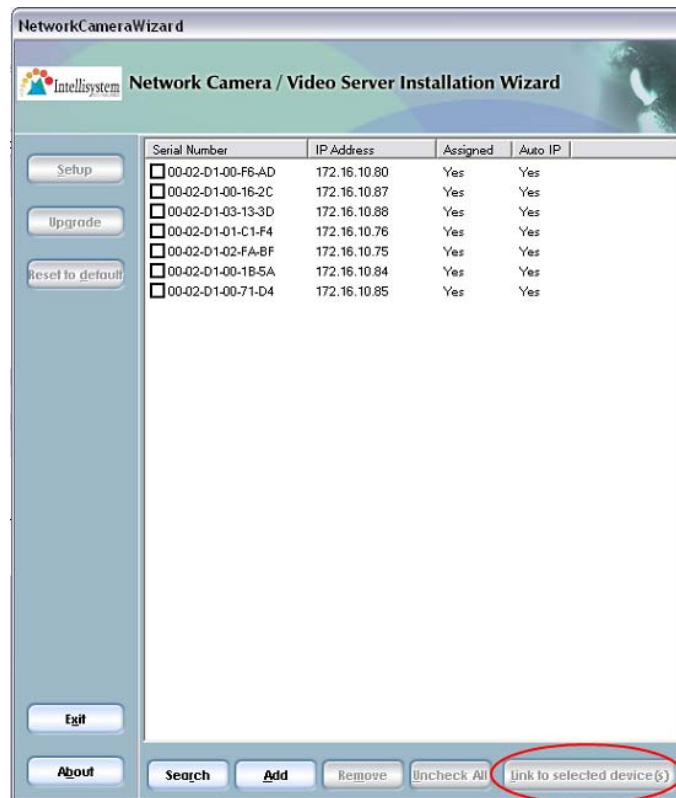 NetworkCameraWizard
Intellisystem
Network Camera / Video Server Installation Wizard
Setup
Upgrade
Reset to default
Serial Number IP Address Assigned Auto IP
00-02-D1-00-F6-AD 172.16.10.80 Yes Yes
00-02-D1-00-16-2C 172.16.10.87 Yes Yes
00-02-D1-03-13-3D 172.16.10.88 Yes Yes
00-02-D1-01-C1-F4 172.16.10.76 Yes Yes
00-02-D1-02-FA-BF 172.16.10.75 Yes Yes
00-02-D1-00-1B-5A 172.16.10.84 Yes Yes
00-02-D1-00-71-D4 172.16.10.85 Yes Yes
Exit
About
Search Add Remove Uncheck All Link to selected device(s)